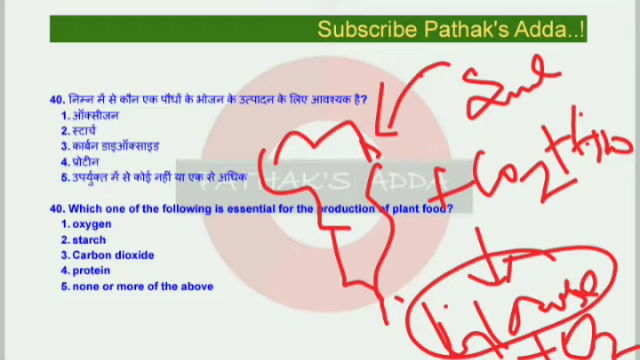 Subscribe Pathak's Adda..!
40. निम्न में से कौन एक पौधों के भोजन के उत्पादन के लिए आवश्यक है?
1. ऑक्सीजन
2. स्टार्च
3. कार्बन डाइऑक्साइड
4. प्रोटीन
5. उपर्युक्त में से कोई नहीं या एक से अधिक
PATHAK'S ADDA
40. Which one of the following is essential for the production of plant food?
1. oxygen
2. starch
3. Carbon dioxide
4. protein
5. none or more of the above
+CO2+H2O
+O2